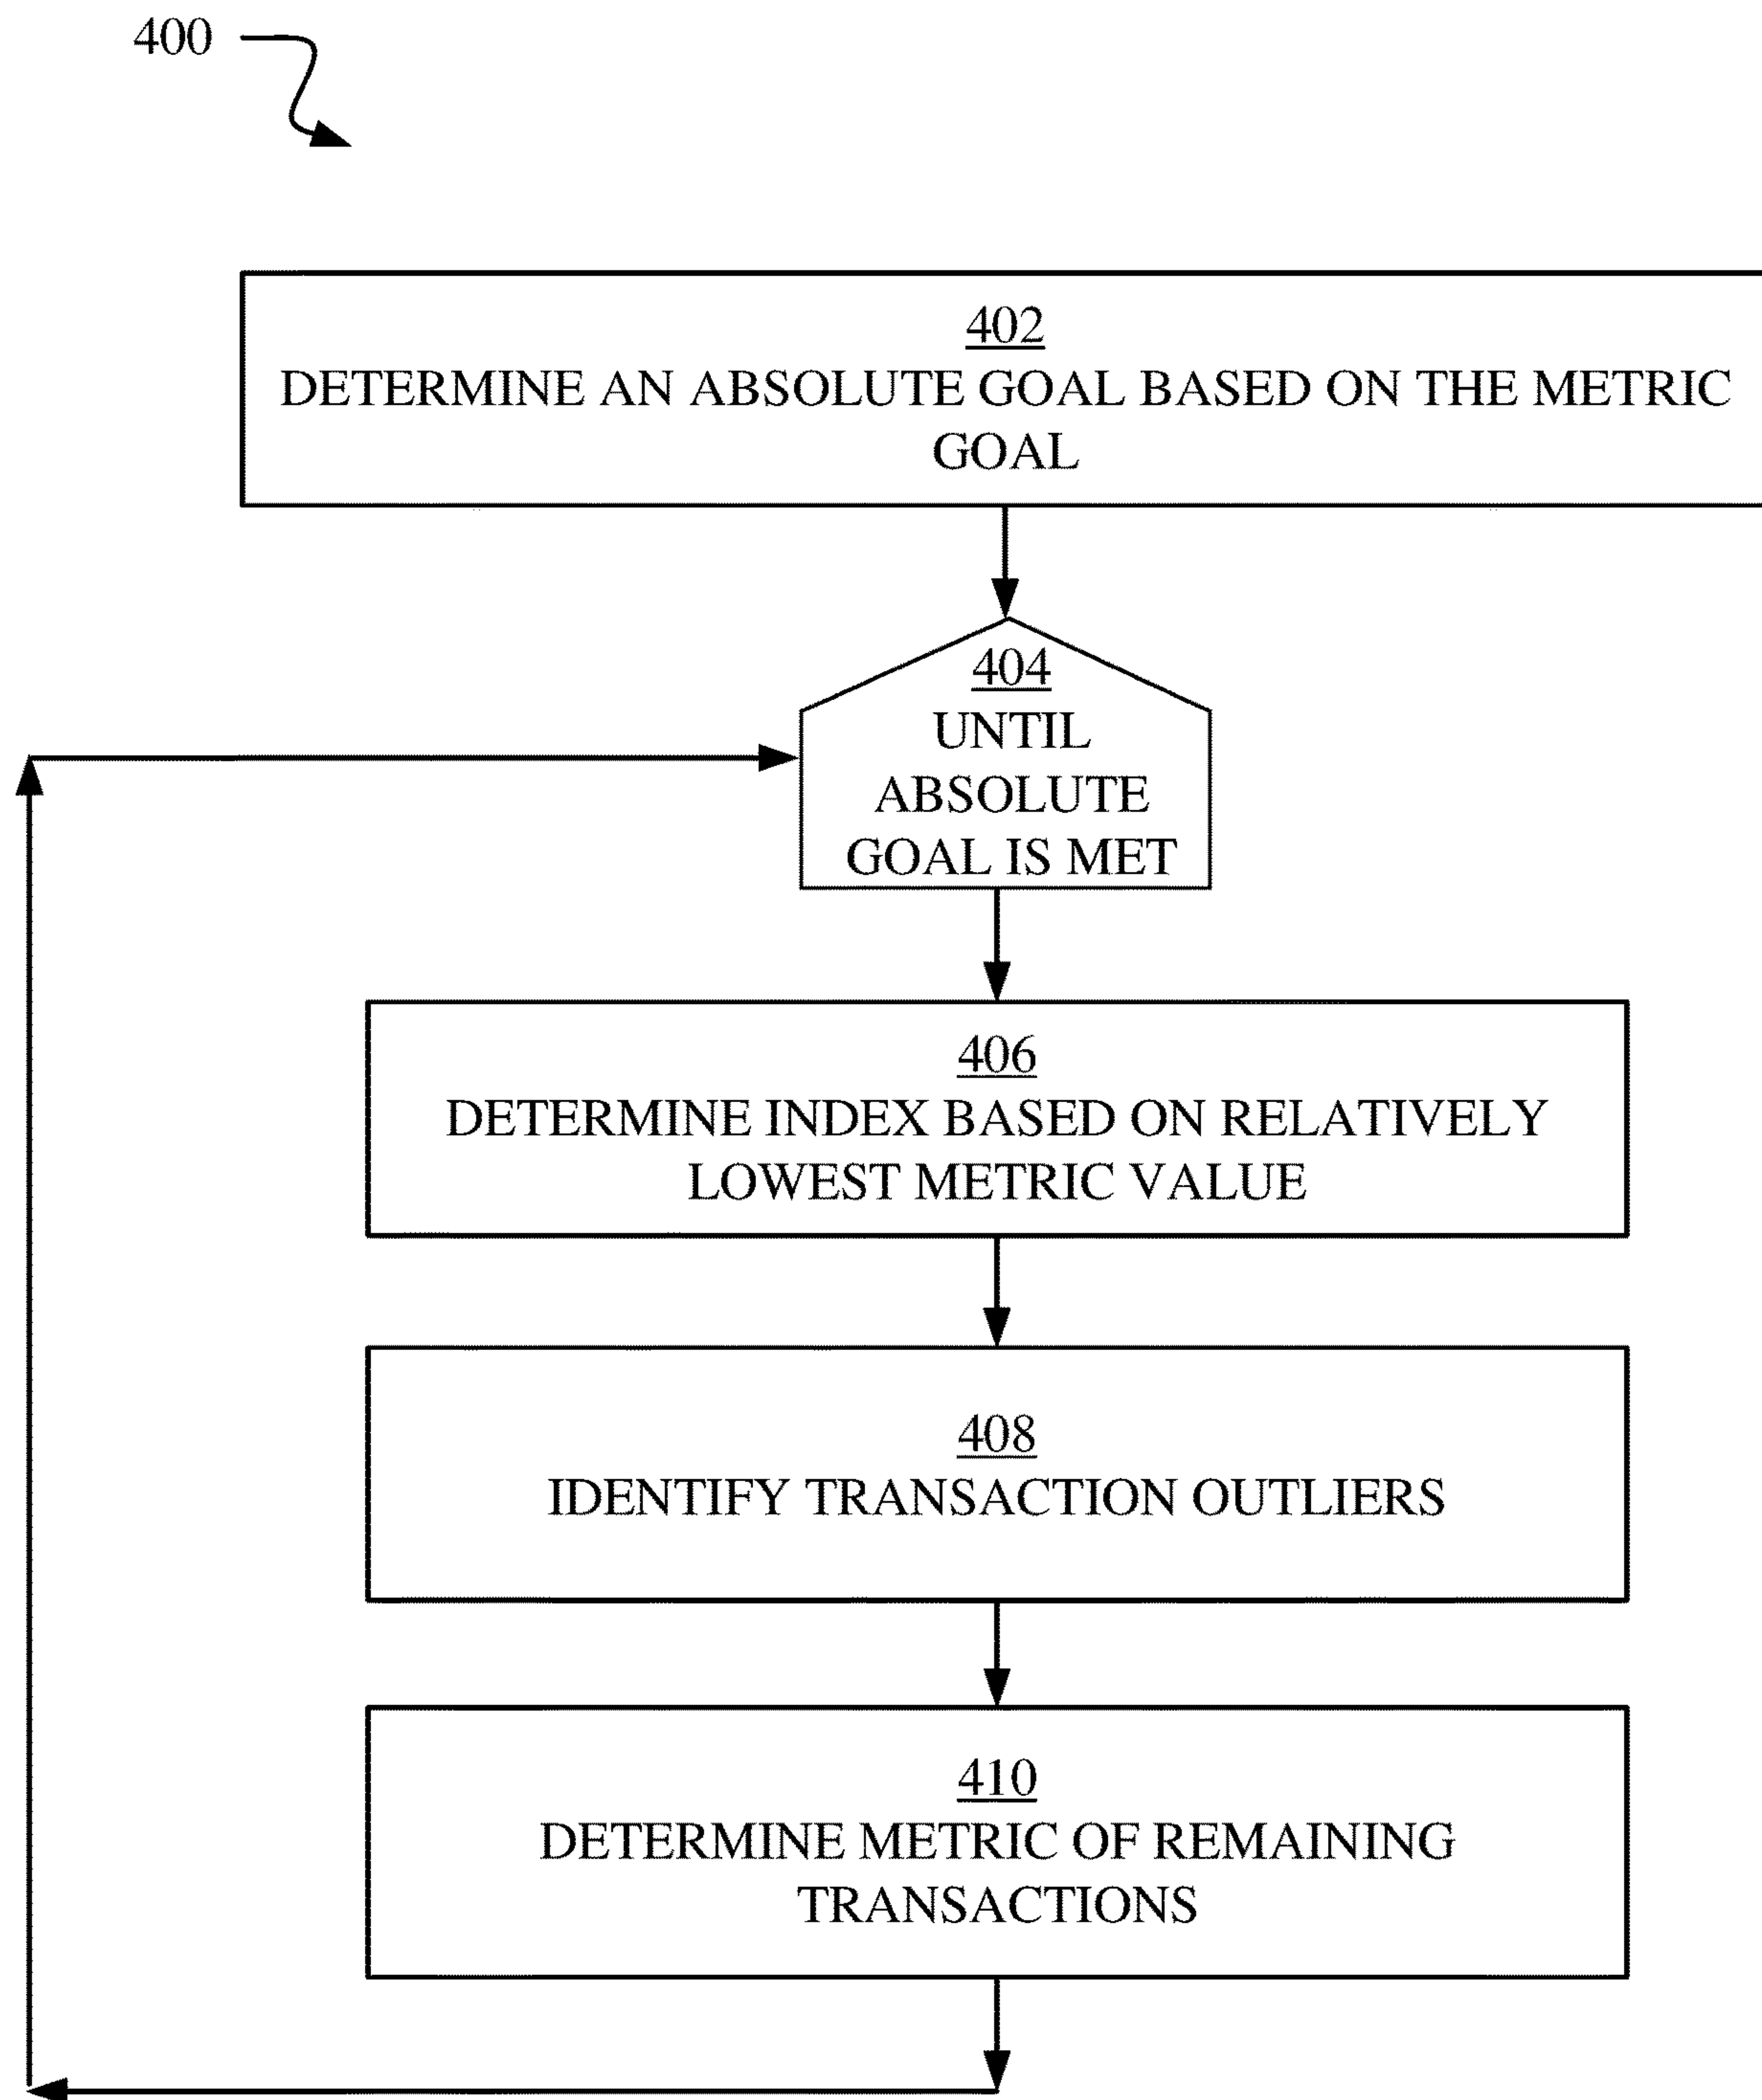 400
402
DETERMINE AN ABSOLUTE GOAL BASED ON THE METRIC
GOAL
404
UNTIL
ABSOLUTE
GOAL IS MET
406
DETERMINE INDEX BASED ON RELATIVELY
LOWEST METRIC VALUE
408
IDENTIFY TRANSACTION OUTLIERS
410
DETERMINE METRIC OF REMAINING
TRANSACTIONS